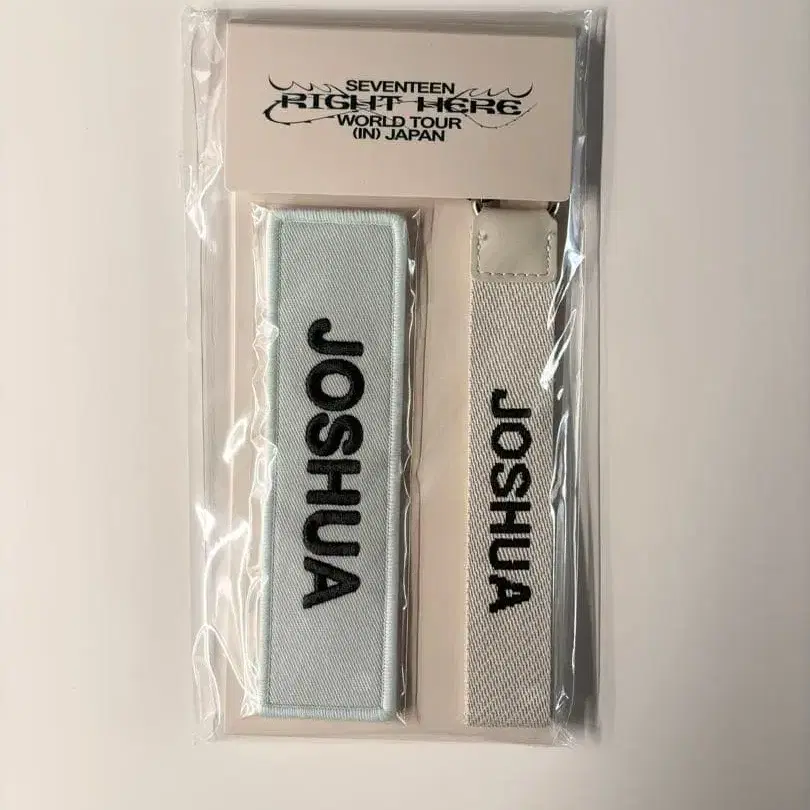 SEVENTEEN
RIGHT HERE
WORLD TOUR
(IN) JAPAN
JOSHUA
JOSHUA